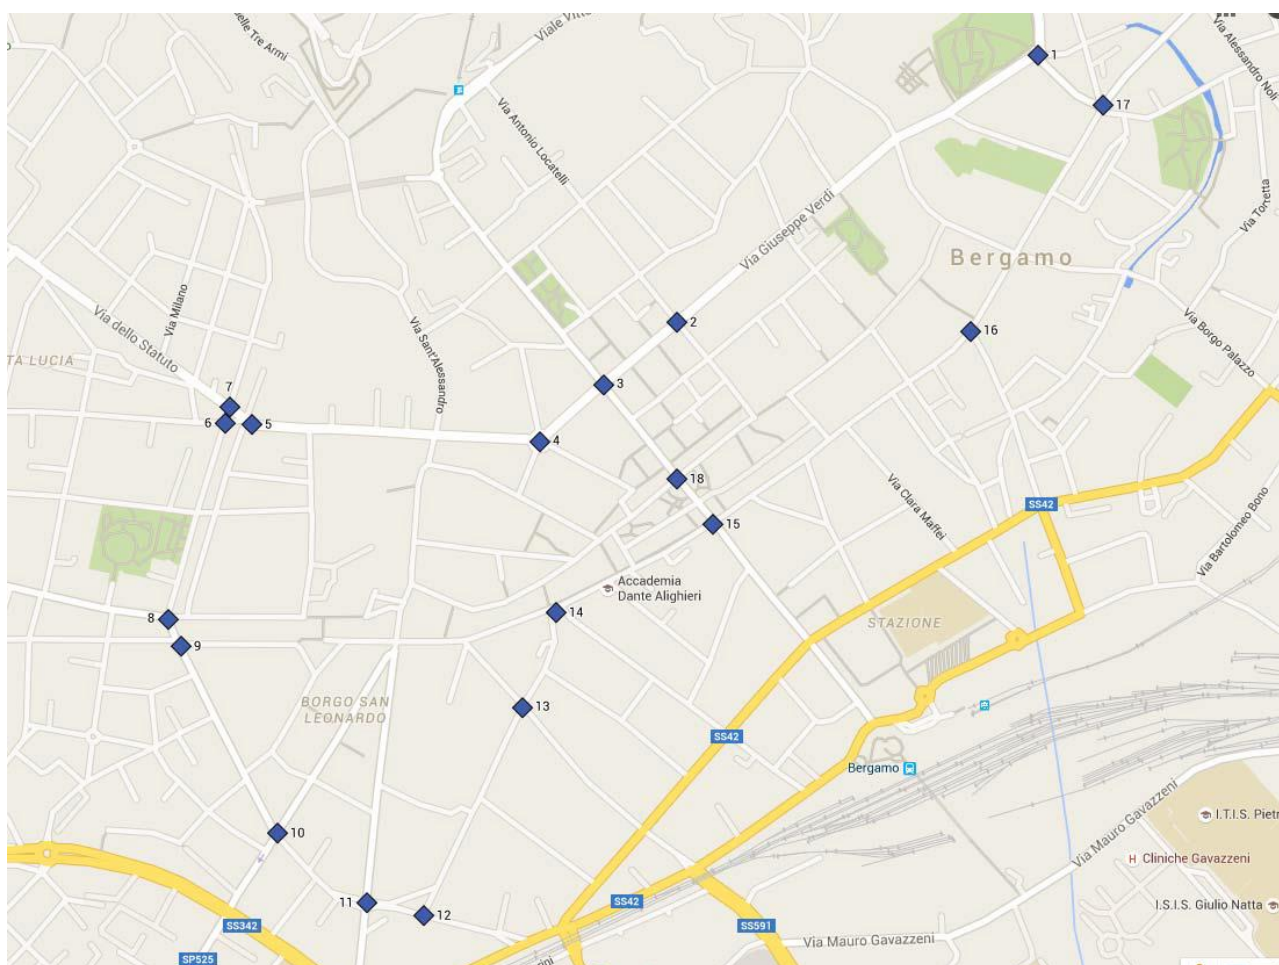 elle Tre Armi
Viale Vitt
Via Alessandro Noli
1
17
Via Antonio Locatelli
Via Torretta
Via Giuseppe Verdi
Bergamo
Via Milano
Via dello Statuto
Via Sant'Alessandro
2
16
Via Borgo Palazzo
TA LUCIA
7
3
6
5
4
18
Via Clara Maffei
SS42
Via Bartolomeo Bono
15
Accademia
Dante Alighieri
8
14
STAZIONE
9
BORGO SAN
LEONARDO
13
SS42
Bergamo
Via Mauro Gavazzeni
I.T.I.S. Pietr
10
H Cliniche Gavazzeni
11
12
SS42
I.S.I.S. Giulio Natta
SS342
SS591
Via Mauro Gavazzeni
SP525
rini